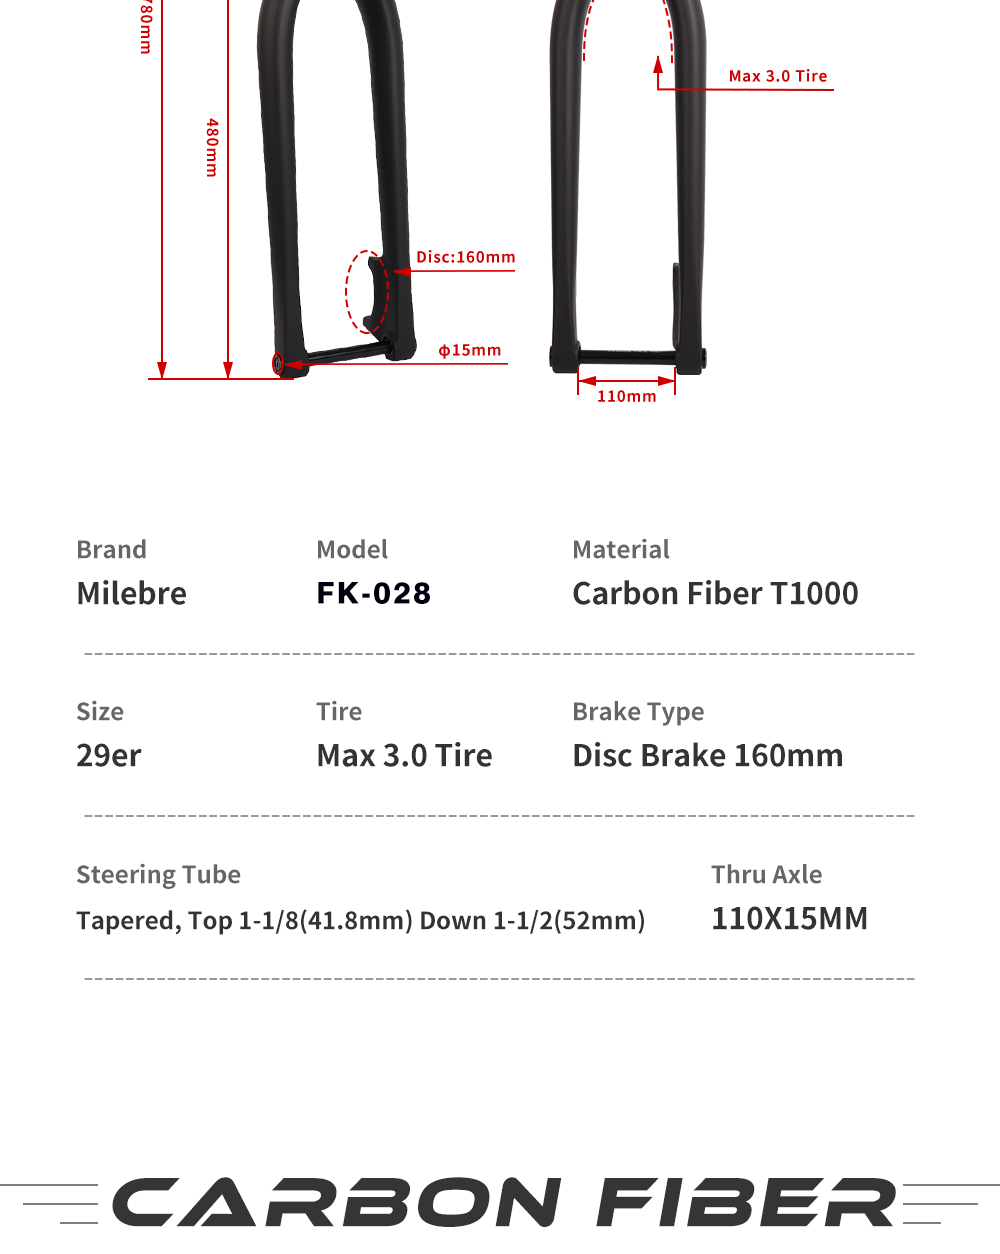 780mm
Max 3.0 Tire
480mm
Disc:160mm
ф15mm
110mm
Brand
Model
Material
Milebre
FK-028
Carbon Fiber T1000
Size
Tire
Brake Type
29er
Max 3.0 Tire
Disc Brake 160mm
Steering Tube
Thru Axle
Tapered, Top 1-1/8(41.8mm) Down 1-1/2(52mm)
110X15MM
CARBON FIBER